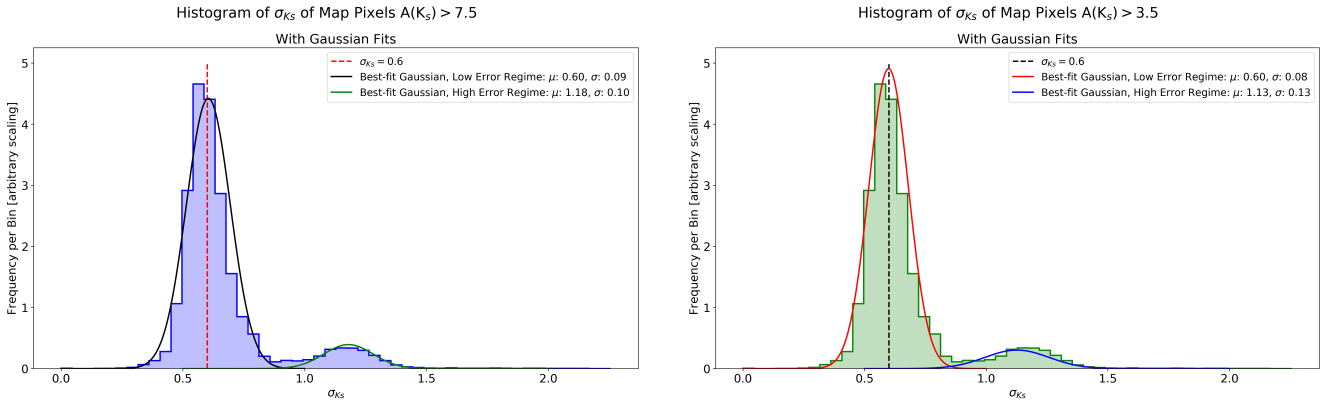 Histogram of σKs of Map Pixels A(Ks) > 7.5
With Gaussian Fits
σKs = 0.6
Best-fit Gaussian, Low Error Regime: μ: 0.60, σ: 0.09
Best-fit Gaussian, High Error Regime: μ: 1.18, σ: 0.10
Frequency per Bin [arbitrary scaling]
5
4
3
2
1
0
0.0 0.5 1.0 1.5 2.0
σKs
Histogram of σKs of Map Pixels A(Ks) > 3.5
With Gaussian Fits
σKs = 0.6
Best-fit Gaussian, Low Error Regime: μ: 0.60, σ: 0.08
Best-fit Gaussian, High Error Regime: μ: 1.13, σ: 0.13
Frequency per Bin [arbitrary scaling]
5
4
3
2
1
0
0.0 0.5 1.0 1.5 2.0
σKs